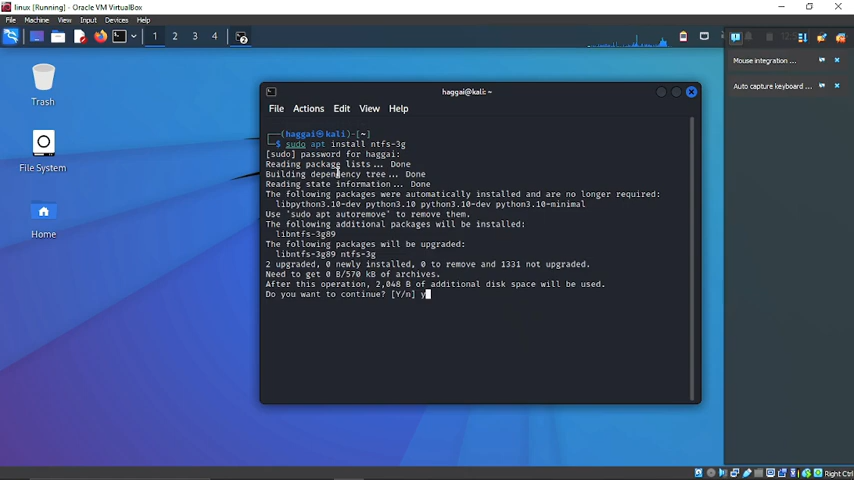 linux [Running] - Oracle VM VirtualBox
File Machine View Input Devices Help
1 2 3 4 2
Mouse integration ...
Auto capture keyboard ...
Trash
File System
Home
haggai@kali: ~
File Actions Edit View Help
(haggai㉿kali)-[~]
$ sudo apt install ntfs-3g
[sudo] password for haggai:
Reading package lists... Done
Building dependency tree... Done
Reading state information... Done
The following packages were automatically installed and are no longer required:
libpython3.10-dev python3.10 python3.10-dev python3.10-minimal
Use 'sudo apt autoremove' to remove them.
The following additional packages will be installed:
libntfs-3g89
The following packages will be upgraded:
libntfs-3g89 ntfs-3g
2 upgraded, 0 newly installed, 0 to remove and 1331 not upgraded.
Need to get 0 B/570 kB of archives.
After this operation, 2,048 B of additional disk space will be used.
Do you want to continue? [Y/n] y
Right Ctrl